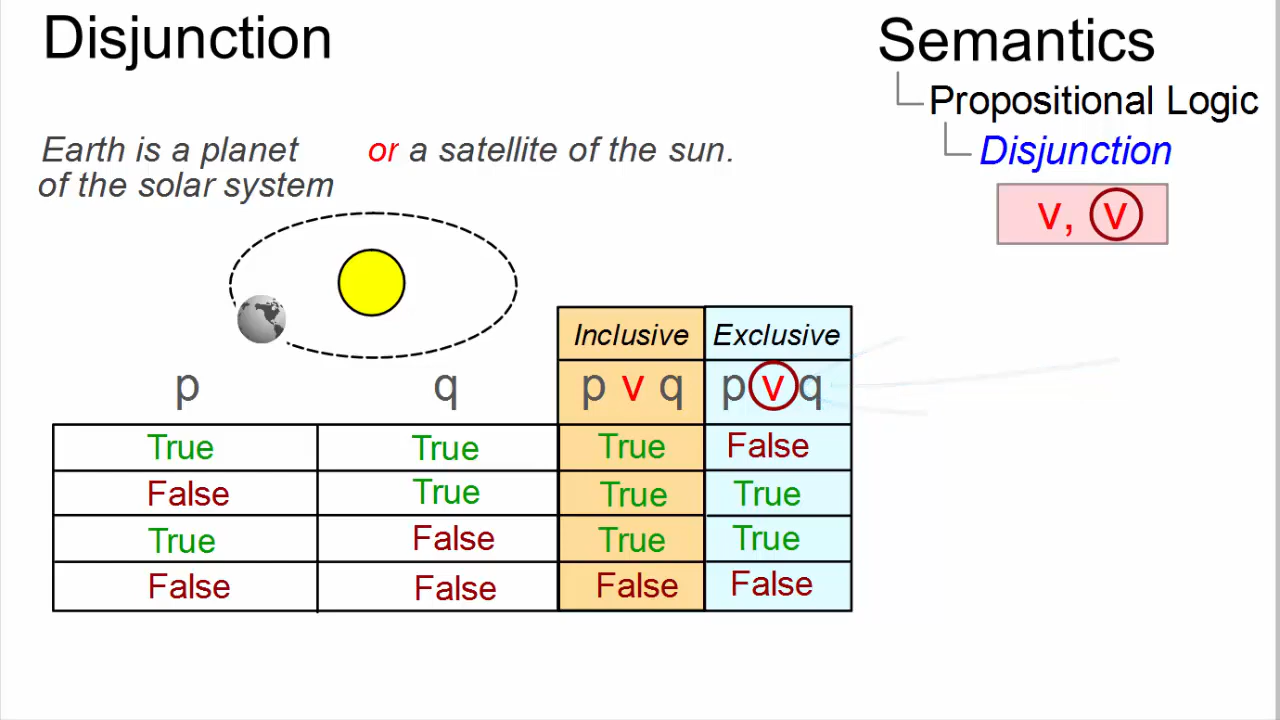 Disjunction
Semantics
Propositional Logic
Disjunction
v, v
Earth is a planet or a satellite of the sun.
of the solar system
Inclusive Exclusive
p q p v q p v q
True True True False
False True True True
True False True True
False False False False